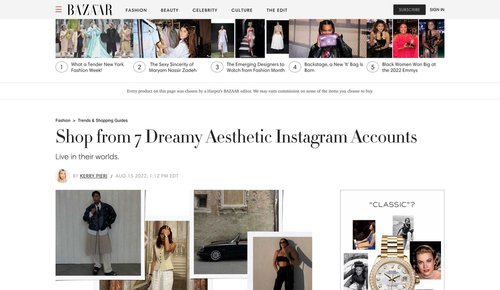 BAZAAR
FASHION BEAUTY CELEBRITY CULTURE THE EDIT
SUBSCRIBE
SIGN IN
1 What a Tender New York Fashion Week!
2 The Sexy Sincerity of Maryam Nassir Zadeh
3 The Emerging Designers to Watch from Fashion Month
4 Backstage, a New 'It' Bag Is Born
5 Black Women Won Big at the 2022 Emmys
Every product on this page was chosen by a Harper's BAZAAR editor. We may earn commission on some of the items you choose to buy.
Fashion > Trends & Shopping Guides
Shop from 7 Dreamy Aesthetic Instagram Accounts
Live in their worlds.
BY KERRY PIERI / AUG 15 2022, 1:12 PM EDT
"CLASSIC"?